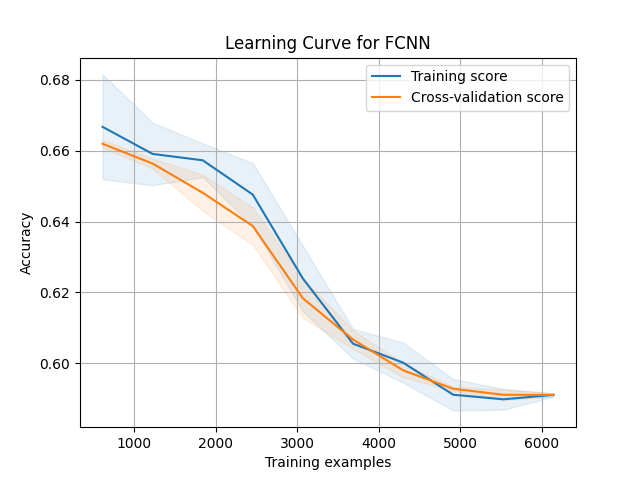 Learning Curve for FCNN
Training score
Cross-validation score
0.68
0.66
0.64
0.62
0.60
Accuracy
1000 2000 3000 4000 5000 6000
Training examples